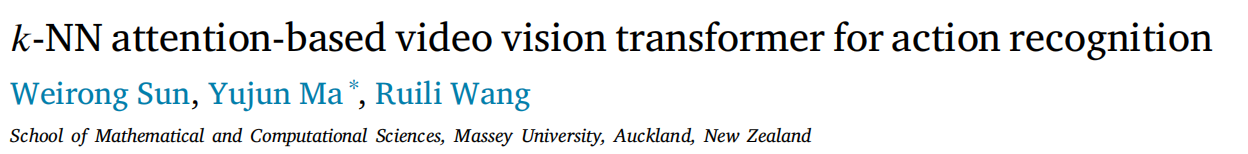 k-NN attention-based video vision transformer for action recognition
Weirong Sun, Yujun Ma*, Ruili Wang
School of Mathematical and Computational Sciences, Massey University, Auckland, New Zealand